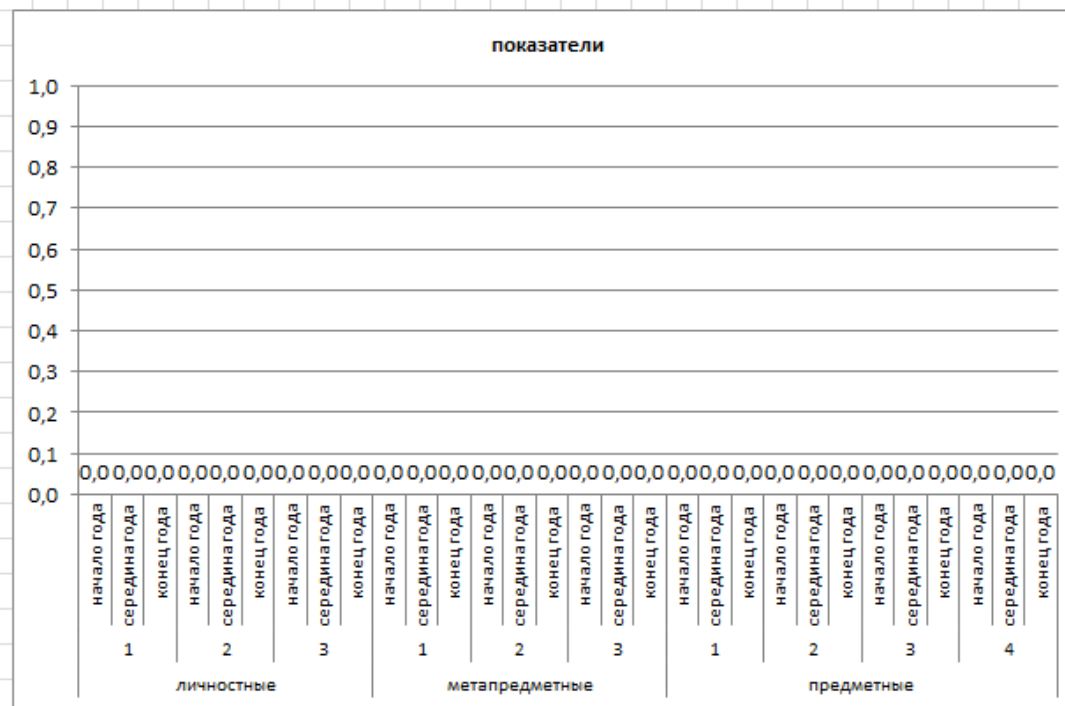 показатели
1,0
0,9
0,8
0,7
0,6
0,5
0,4
0,3
0,2
0,1
0,0 0,0 0,0 0,0 0,0 0,0 0,0 0,0 0,0 0,0 0,0 0,0 0,0 0,0 0,0 0,0 0,0 0,0 0,0 0,0 0,0 0,0 0,0 0,0 0,0 0,0 0,0 0,0 0,0 0,0
0,0
начало года
середина года
конец года
начало года
середина года
конец года
начало года
середина года
конец года
начало года
середина года
конец года
начало года
середина года
конец года
начало года
середина года
конец года
начало года
середина года
конец года
начало года
середина года
конец года
начало года
середина года
конец года
начало года
середина года
конец года
1 2 3 1 2 3 1 2 3 4
личностные метапредметные предметные